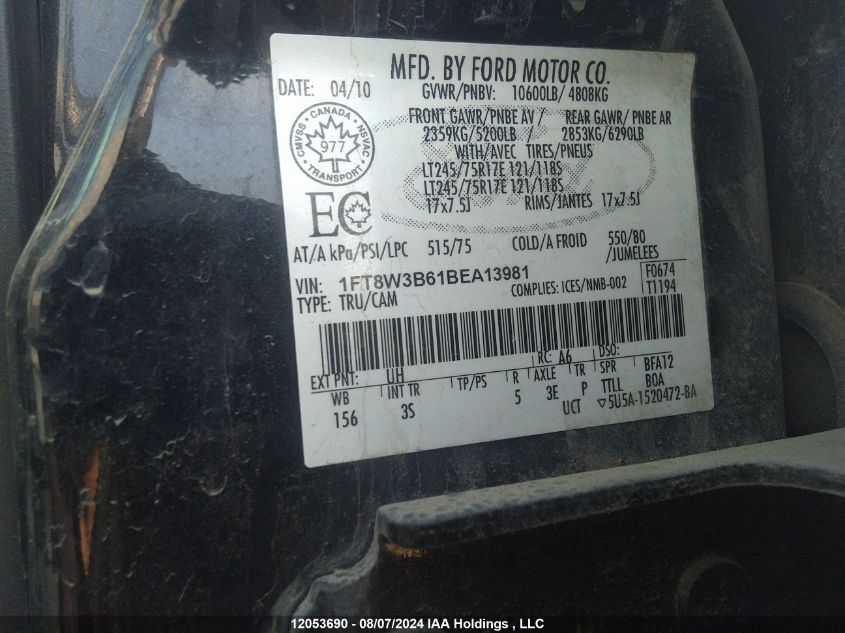 MFD. BY FORD MOTOR CO.
DATE: 04/10
GVWR/PNBV: 10600LB/ 4808KG
FRONT GAWR/PNBE AV / REAR GAWR/ PNBE AR
2359KG/5200LB 2853KG/6290LB
WITH/AVEC TIRES/PNEUS
LT245/75R17E 121/118S
LT245/75R17E 121/118S
17x7.5J RIMS/JANTES 17x7.5J
CMVSS CANADA NSVAC
977
TRANSPORT
EC
AT/A kPa/PSI/LPC 515/75 COLD/A FROID 550/80
/JUMELEES
VIN: 1FT8W3B61BEA13981
TYPE: TRU/CAM COMPLIES: ICES/NMB-002
F0674
T1194
EXT PNT: UH RC: A6 DSO:
WB INT TR TP/PS R AXLE TR SPR BFA12
156 3S 5 3E P TTLL BOA
UCT ▽5U5A-1520472-BA
12053690 - 08/07/2024 IAA Holdings , LLC